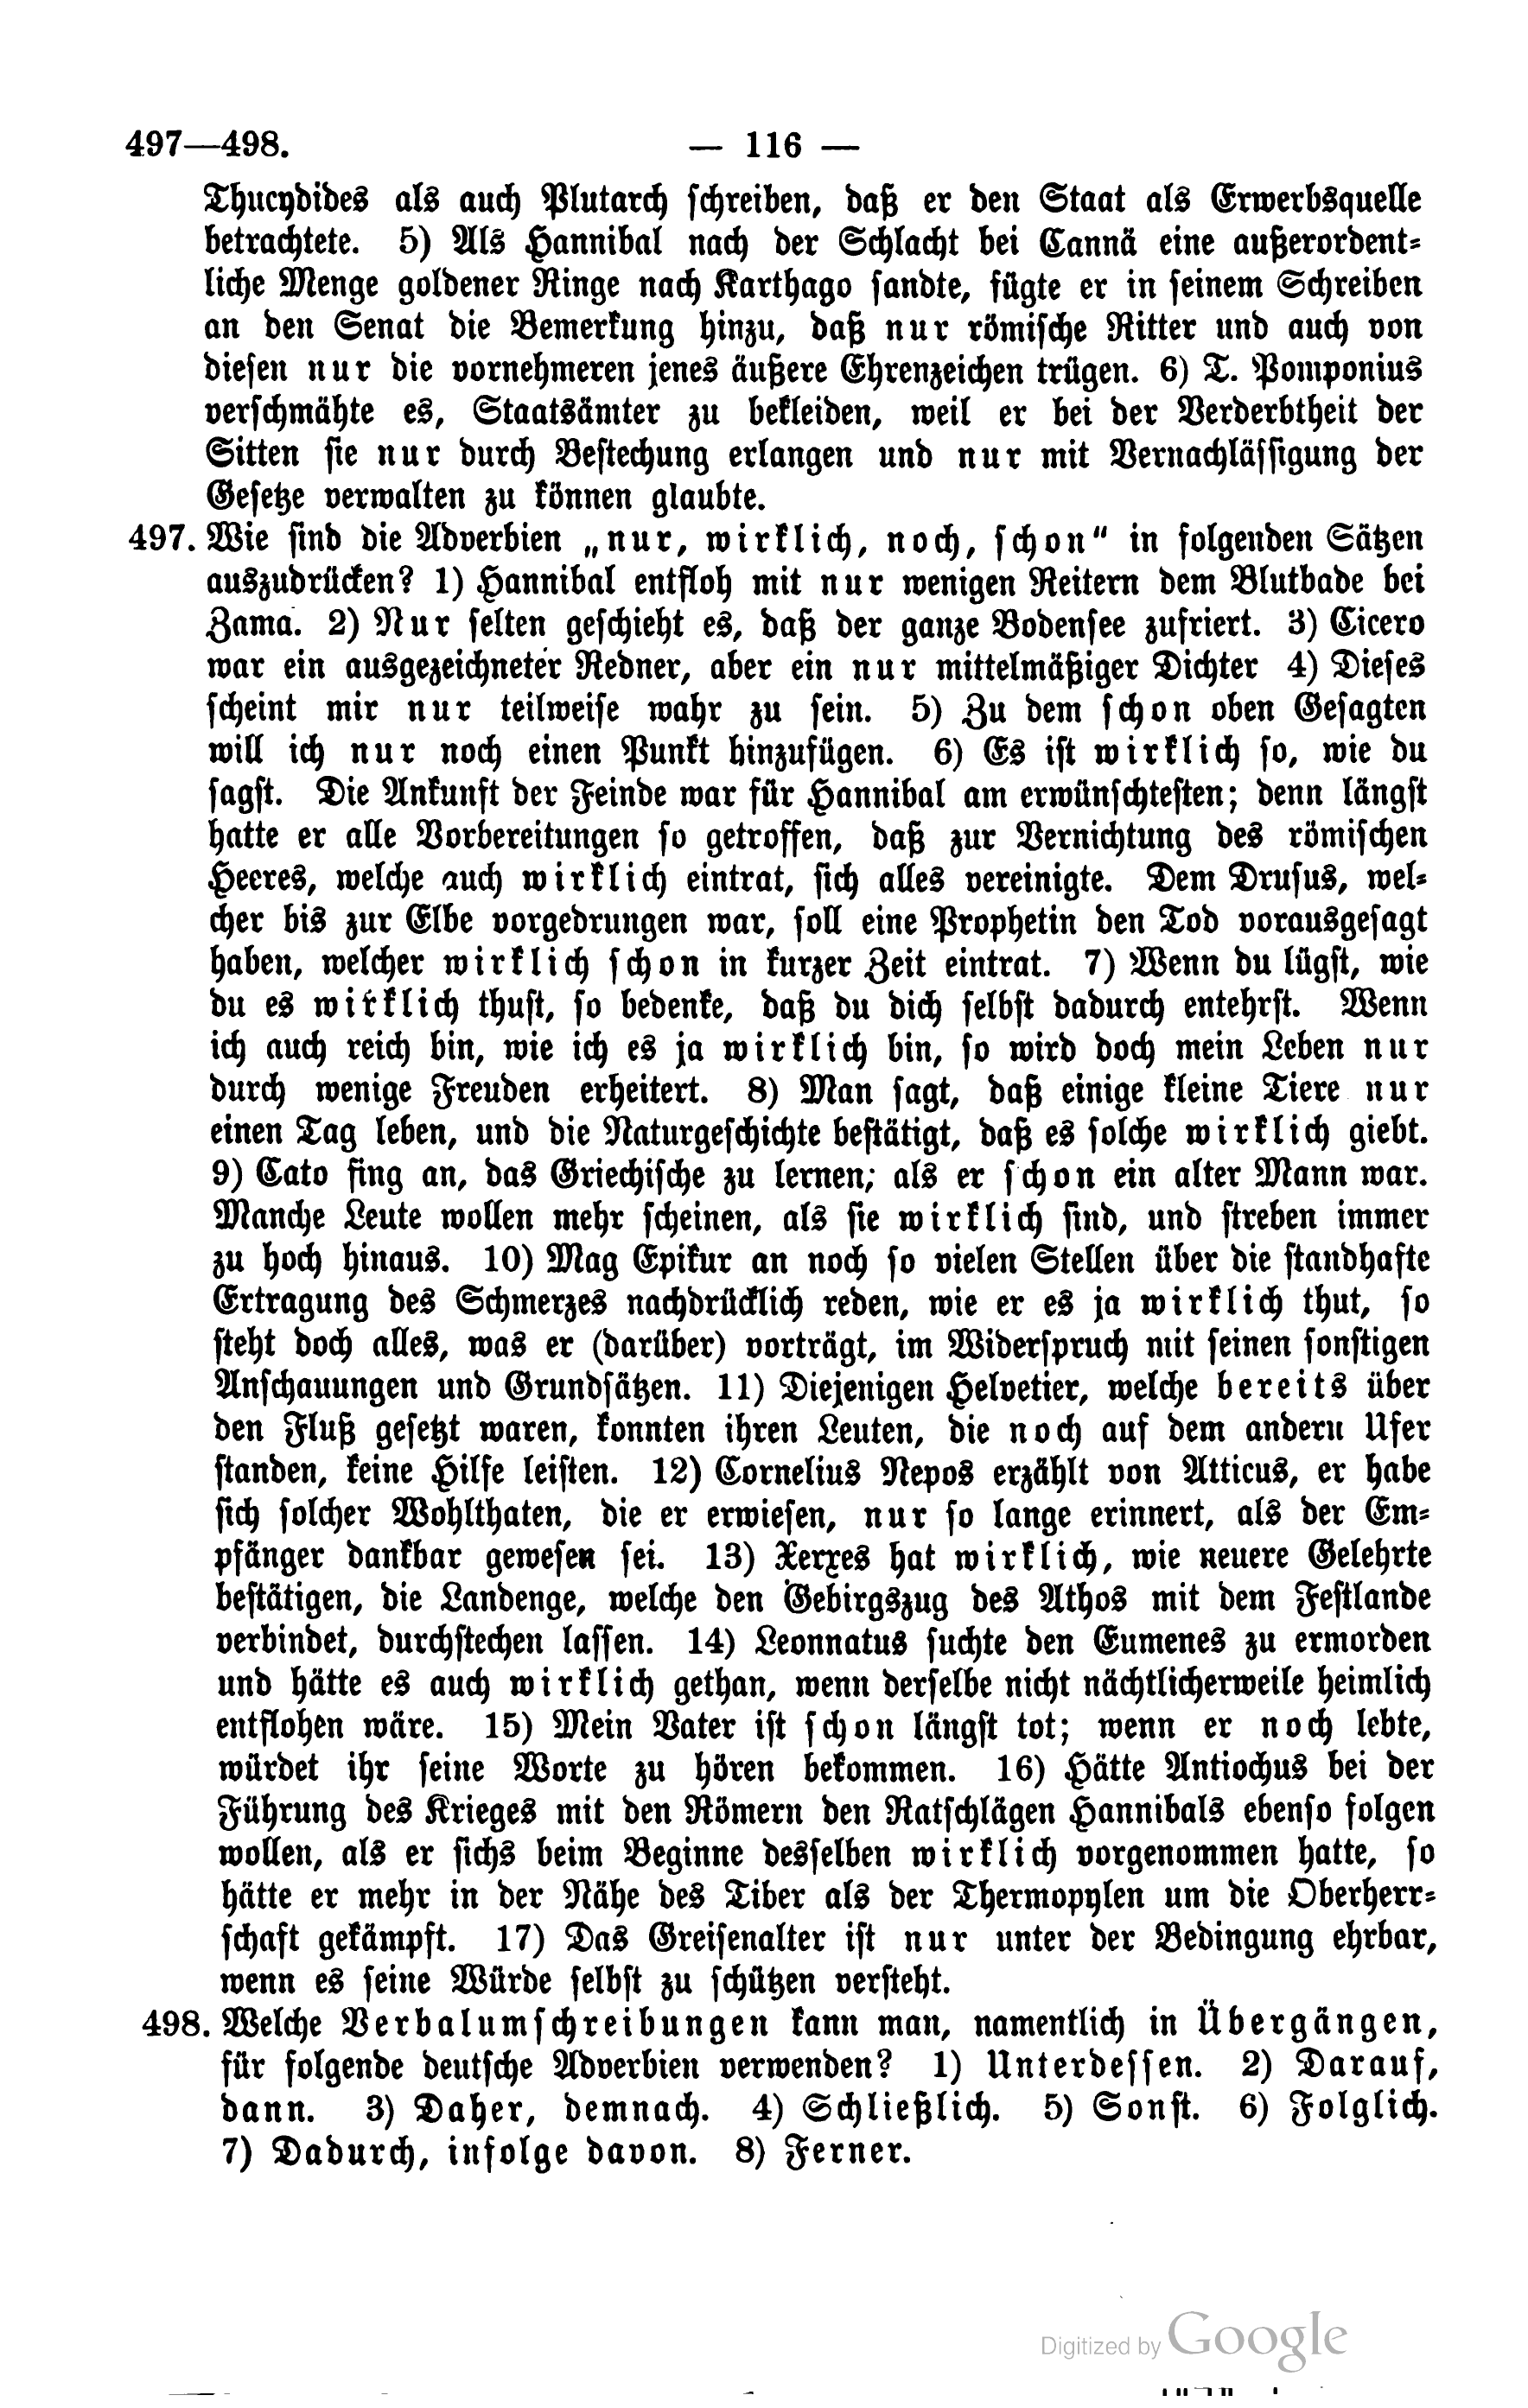 497—498. — 116 —
Thucydides als auch Plutarch schreiben, daß er den Staat als Erwerbsquelle
betrachtete. 5) Als Hannibal nach der Schlacht bei Cannä eine außerordent-
liche Menge goldener Ringe nach Karthago sandte, fügte er in seinem Schreiben
an den Senat die Bemerkung hinzu, daß nur römische Ritter und auch von
diesen nur die vornehmeren jenes äußere Ehrenzeichen trügen. 6) T. Pomponius
verschmähte es, Staatsämter zu bekleiden, weil er bei der Verderbtheit der
Sitten sie nur durch Bestechung erlangen und nur mit Vernachlässigung der
Gesetze verwalten zu können glaubte.
497. Wie sind die Adverbien „nur, wirklich, noch, schon" in folgenden Sätzen
auszudrücken? 1) Hannibal entfloh mit nur wenigen Reitern dem Blutbade bei
Zama. 2) Nur selten geschieht es, daß der ganze Bodensee zufriert. 3) Cicero
war ein ausgezeichneter Redner, aber ein nur mittelmäßiger Dichter 4) Dieses
scheint mir nur teilweise wahr zu sein. 5) Zu dem schon oben Gesagten
will ich nur noch einen Punkt hinzufügen. 6) Es ist wirklich so, wie du
sagst. Die Ankunft der Feinde war für Hannibal am erwünschtesten; denn längst
hatte er alle Vorbereitungen so getroffen, daß zur Vernichtung des römischen
Heeres, welche auch wirklich eintrat, sich alles vereinigte. Dem Drusus, wel-
cher bis zur Elbe vorgedrungen war, soll eine Prophetin den Tod vorausgesagt
haben, welcher wirklich schon in kurzer Zeit eintrat. 7) Wenn du lügst, wie
du es wirklich thust, so bedenke, daß du dich selbst dadurch entehrst. Wenn
ich auch reich bin, wie ich es ja wirklich bin, so wird doch mein Leben nur
durch wenige Freuden erheitert. 8) Man sagt, daß einige kleine Tiere nur
einen Tag leben, und die Naturgeschichte bestätigt, daß es solche wirklich giebt.
9) Cato fing an, das Griechische zu lernen; als er schon ein alter Mann war.
Manche Leute wollen mehr scheinen, als sie wirklich sind, und streben immer
zu hoch hinaus. 10) Mag Epikur an noch so vielen Stellen über die standhafte
Ertragung des Schmerzes nachdrücklich reden, wie er es ja wirklich thut, so
steht doch alles, was er (darüber) vorträgt, im Widerspruch mit seinen sonstigen
Anschauungen und Grundsätzen. 11) Diejenigen Helvetier, welche bereits über
den Fluß gesetzt waren, konnten ihren Leuten, die noch auf dem andern Ufer
standen, keine Hilfe leisten. 12) Cornelius Nepos erzählt von Atticus, er habe
sich solcher Wohlthaten, die er erwiesen, nur so lange erinnert, als der Em-
pfänger dankbar gewesen sei. 13) Xerxes hat wirklich, wie neuere Gelehrte
bestätigen, die Landenge, welche den Gebirgszug des Athos mit dem Festlande
verbindet, durchstechen lassen. 14) Leonnatus suchte den Eumenes zu ermorden
und hätte es auch wirklich gethan, wenn derselbe nicht nächtlicherweile heimlich
entflohen wäre. 15) Mein Vater ist schon längst tot; wenn er noch lebte,
würdet ihr seine Worte zu hören bekommen. 16) Hätte Antiochus bei der
Führung des Krieges mit den Römern den Ratschlägen Hannibals ebenso folgen
wollen, als er sichs beim Beginne desselben wirklich vorgenommen hatte, so
hätte er mehr in der Nähe des Tiber als der Thermopylen um die Oberherr-
schaft gekämpft. 17) Das Greisenalter ist nur unter der Bedingung ehrbar,
wenn es seine Würde selbst zu schützen versteht.
498. Welche Verbalumschreibungen kann man, namentlich in Übergängen,
für folgende deutsche Adverbien verwenden? 1) Unterdessen. 2) Darauf,
dann. 3) Daher, demnach. 4) Schließlich. 5) Sonst. 6) Folglich.
7) Dadurch, infolge davon. 8) Ferner.
Digitized by Google